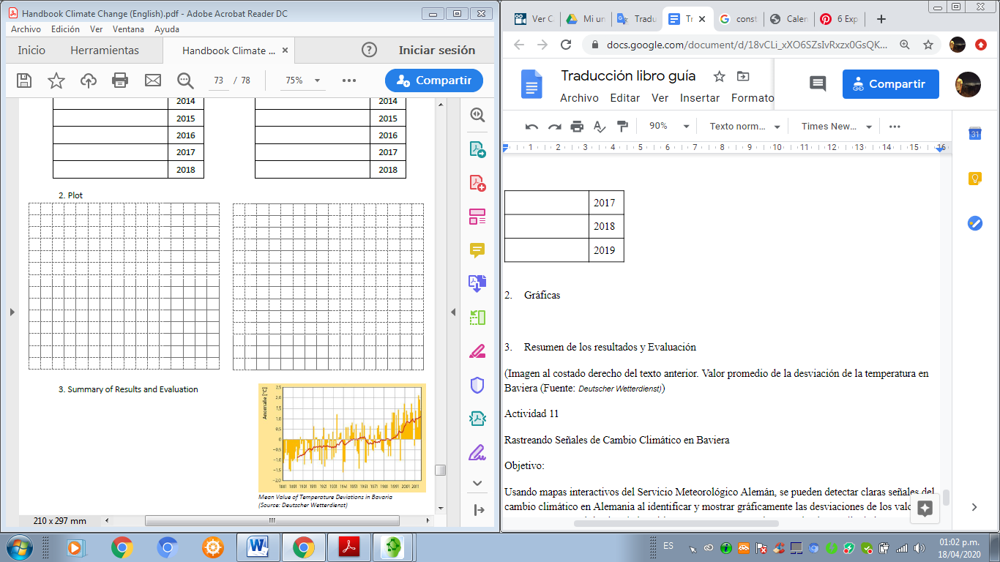 Handbook Climate Change (English).pdf - Adobe Acrobat Reader DC
Archivo Edición Ver Ventana Ayuda
Inicio Herramientas Handbook Climate ... × Iniciar sesión
73 / 78 75% Compartir
2014 2014
2015 2015
2016 2016
2017 2017
2018 2018
2. Plot
3. Summary of Results and Evaluation
Anomalie [°C]
2,5
2,0
1,5
1,0
0,5
0
−0,5
−1,0
−1,5
−2,0
1881 1891 1901 1911 1921 1931 1941 1951 1961 1971 1981 1991 2001 2011
Mean Value of Temperature Deviations in Bavaria
(Source: Deutscher Wetterdienst)
210 x 297 mm
Ver C Mi un Tradu Tr const Calen 6 Exp
docs.google.com/document/d/18vCLi_xXO6SZsIvRxzx0GsQK...
Traducción libro guía
Archivo Editar Ver Insertar Formato
Compartir
90% Texto norm... Times New...
1 2 3 4 5 6 7 8 9 10 11 12 13 14 15 16
31
2017
2018
2019
2. Gráficas
3. Resumen de los resultados y Evaluación
(Imagen al costado derecho del texto anterior. Valor promedio de la desviación de la temperatura en
Baviera (Fuente: Deutscher Wetterdienst))
Actividad 11
Rastreando Señales de Cambio Climático en Baviera
Objetivo:
Usando mapas interactivos del Servicio Meteorológico Alemán, se pueden detectar claras señales del
cambio climático en Alemania al identificar y mostrar gráficamente las desviaciones de los valo
ES
01:02 p.m.
18/04/2020